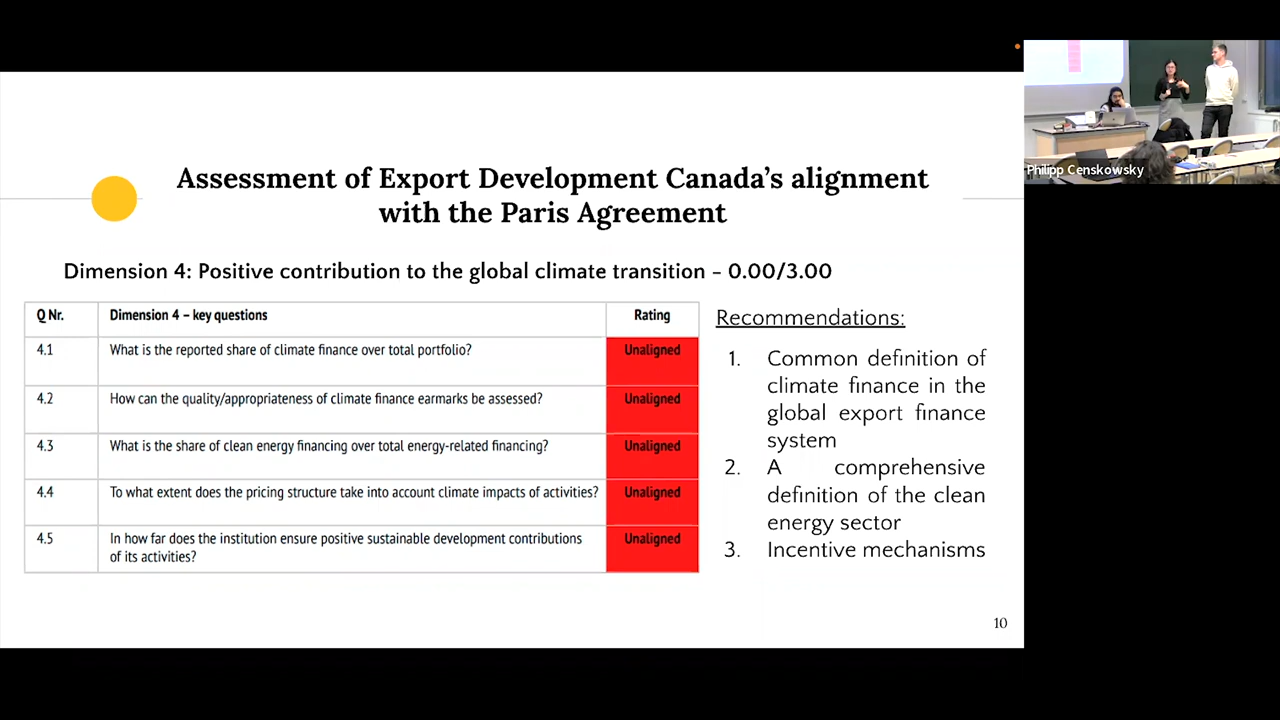 Assessment of Export Development Canada's alignment
with the Paris Agreement
Dimension 4: Positive contribution to the global climate transition – 0.00/3.00
Q Nr. Dimension 4 – key questions Rating
4.1 What is the reported share of climate finance over total portfolio? Unaligned
4.2 How can the quality/appropriateness of climate finance earmarks be assessed? Unaligned
4.3 What is the share of clean energy financing over total energy-related financing? Unaligned
4.4 To what extent does the pricing structure take into account climate impacts of activities? Unaligned
4.5 In how far does the institution ensure positive sustainable development contributions Unaligned
of its activities?
Recommendations:
1. Common definition of
climate finance in the
global export finance
system
2. A comprehensive
definition of the clean
energy sector
3. Incentive mechanisms
10
Philipp Censkowsky